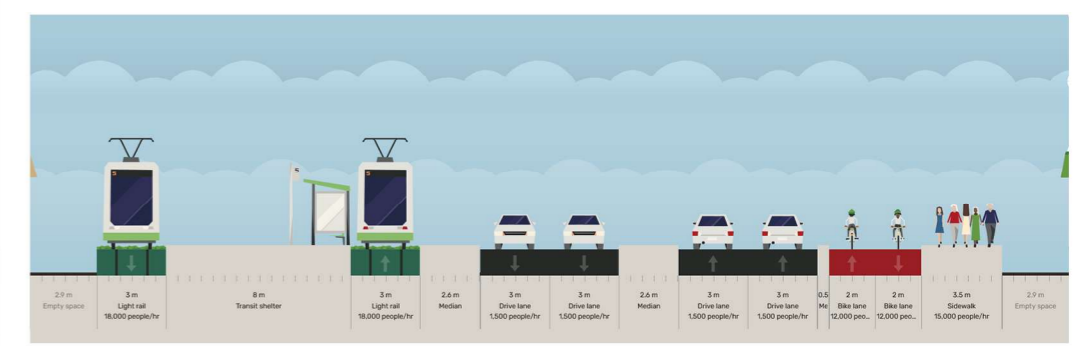 S
S
S
2.9 m
Empty space
3 m
Light rail
18,000 people/hr
8 m
Transit shelter
3 m
Light rail
18,000 people/hr
2.6 m
Median
3 m
Drive lane
1,500 people/hr
3 m
Drive lane
1,500 people/hr
2.6 m
Median
3 m
Drive lane
1,500 people/hr
3 m
Drive lane
1,500 people/hr
0.5
Me
2 m
Bike lane
12,000 peo...
2 m
Bike lane
12,000 peo...
3.5 m
Sidewalk
15,000 people/hr
2.9 m
Empty space